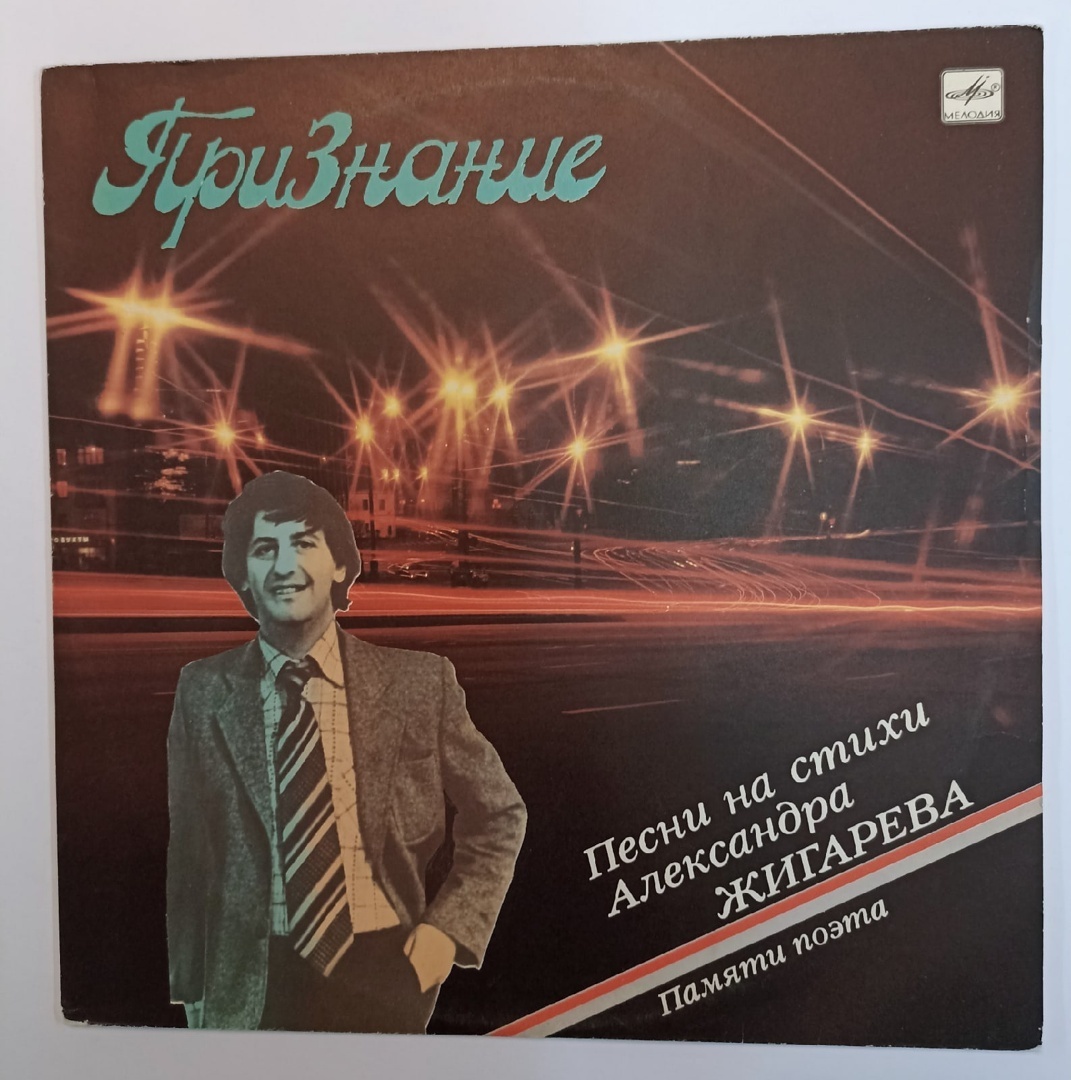 ПриЗнание
МЕЛОДИЯ
Песни на стихи
Александра
ЖИГАРЕВА
Памяти поэта